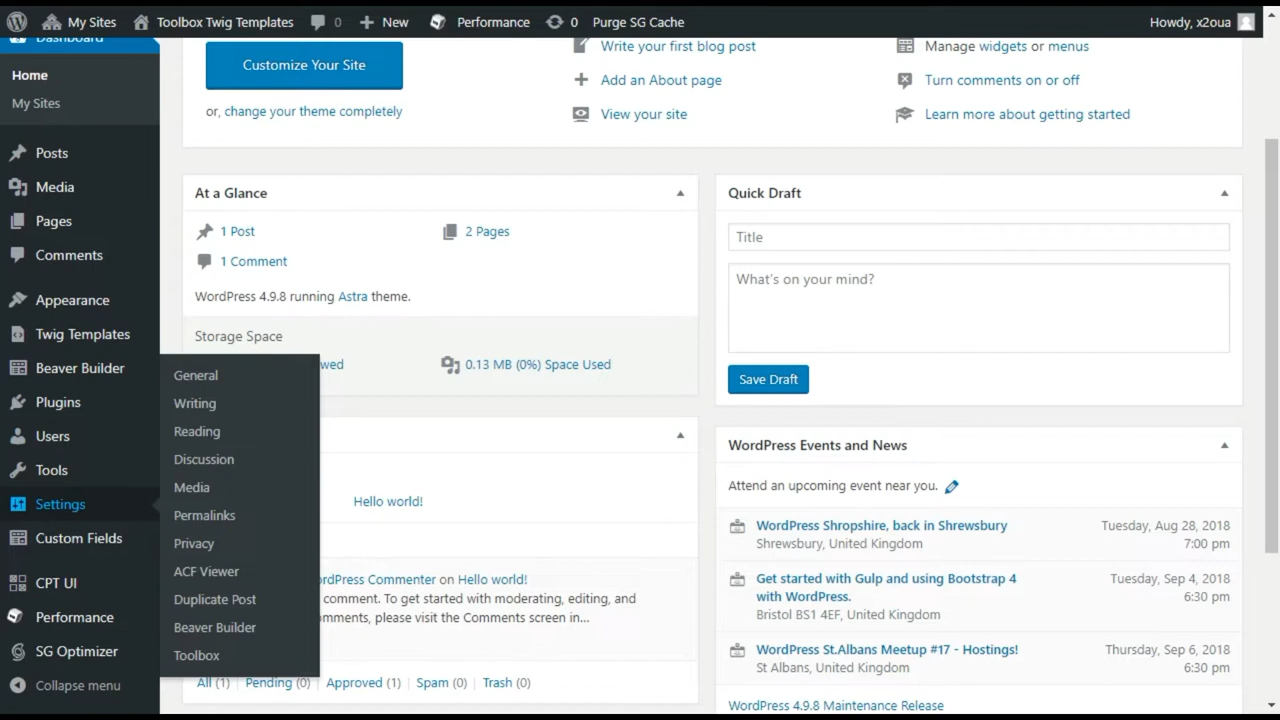 My Sites
Toolbox Twig Templates
0
New
Performance
0
Purge SG Cache
Howdy, x2oua
Dashboard
Home
My Sites
Posts
Media
Pages
Comments
Appearance
Twig Templates
Beaver Builder
Plugins
Users
Tools
Settings
Custom Fields
CPT UI
Performance
SG Optimizer
Collapse menu
General
Writing
Reading
Discussion
Media
Permalinks
Privacy
ACF Viewer
Duplicate Post
Beaver Builder
Toolbox
Customize Your Site
or, change your theme completely
Write your first blog post
Add an About page
View your site
Manage widgets or menus
Turn comments on or off
Learn more about getting started
At a Glance
1 Post
2 Pages
1 Comment
WordPress 4.9.8 running Astra theme.
Storage Space
wed
0.13 MB (0%) Space Used
Hello world!
rdPress Commenter on Hello world!
comment. To get started with moderating, editing, and
mments, please visit the Comments screen in...
All (1) | Pending (0) | Approved (1) | Spam (0) | Trash (0)
Quick Draft
Title
What's on your mind?
Save Draft
WordPress Events and News
Attend an upcoming event near you.
WordPress Shropshire, back in Shrewsbury
Tuesday, Aug 28, 2018
Shrewsbury, United Kingdom
7:00 pm
Get started with Gulp and using Bootstrap 4
Tuesday, Sep 4, 2018
with WordPress.
6:30 pm
Bristol BS1 4EF, United Kingdom
WordPress St.Albans Meetup #17 - Hostings!
Thursday, Sep 6, 2018
St Albans, United Kingdom
6:30 pm
WordPress 4.9.8 Maintenance Release